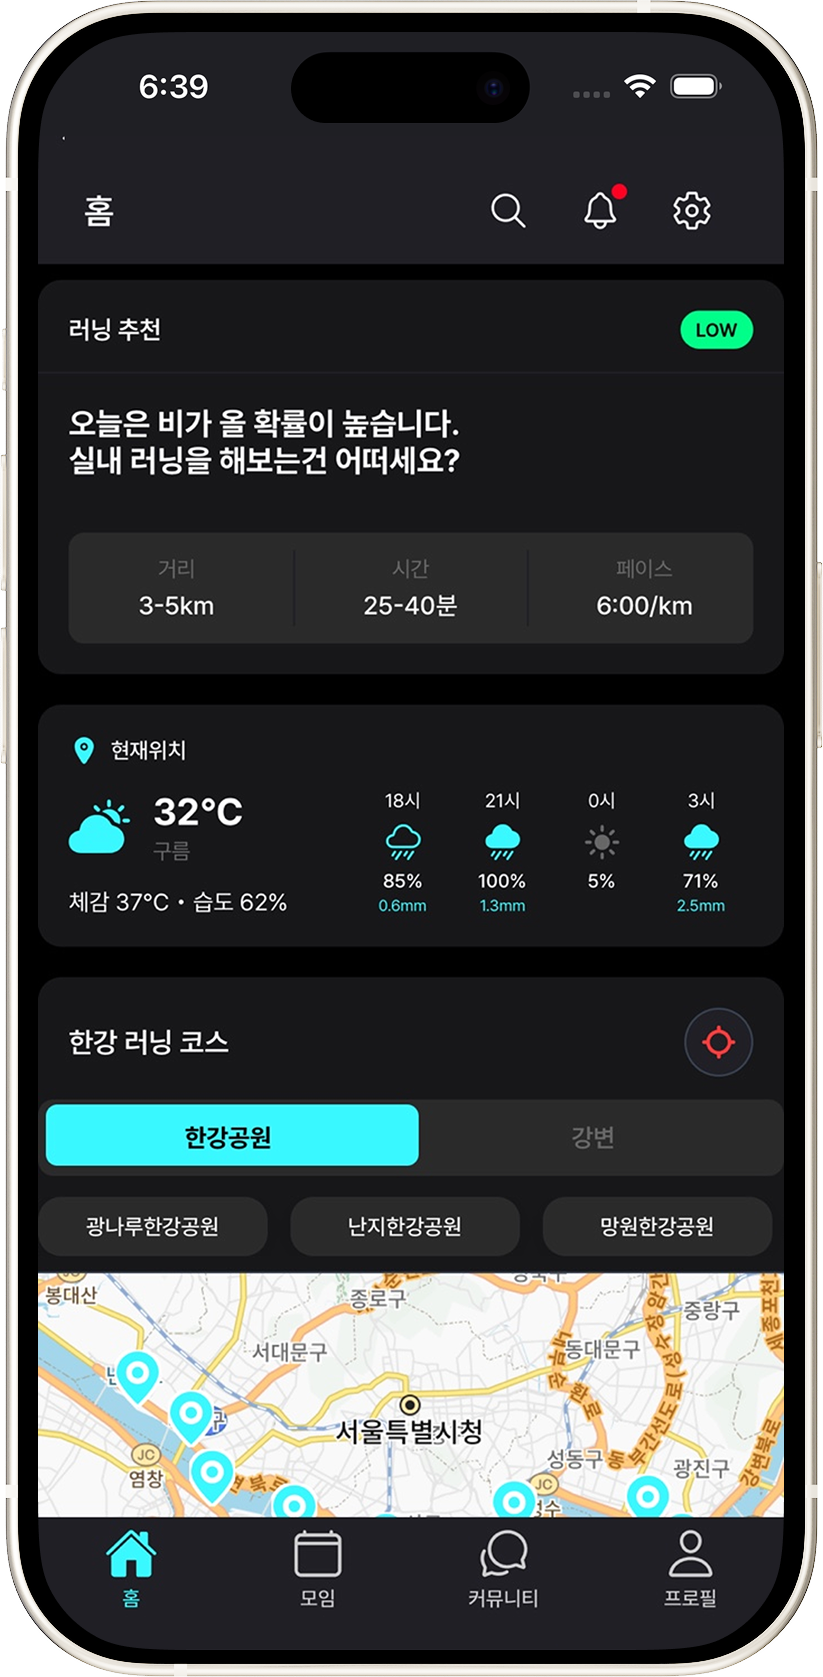 6:39
홈
러닝 추천
LOW
오늘은 비가 올 확률이 높습니다.
실내 러닝을 해보는건 어떠세요?
거리
시간
페이스
3-5km
25-40분
6:00/km
현재위치
32°C
구름
체감 37°C • 습도 62%
18시
21시
0시
3시
85%
100%
5%
71%
0.6mm
1.3mm
2.5mm
한강 러닝 코스
한강공원
강변
광나루한강공원
난지한강공원
망원한강공원
봉대산
종로구
중랑구
서대문구
동대문구
서울특별시청
JC
염창
성동구
광진구
JC
강변북로
홈
모임
커뮤니티
프로필